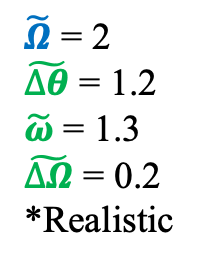 Ω̃ = 2
Δθ̃ = 1.2
ω̃ = 1.3
ΔΩ̃ = 0.2
*Realistic